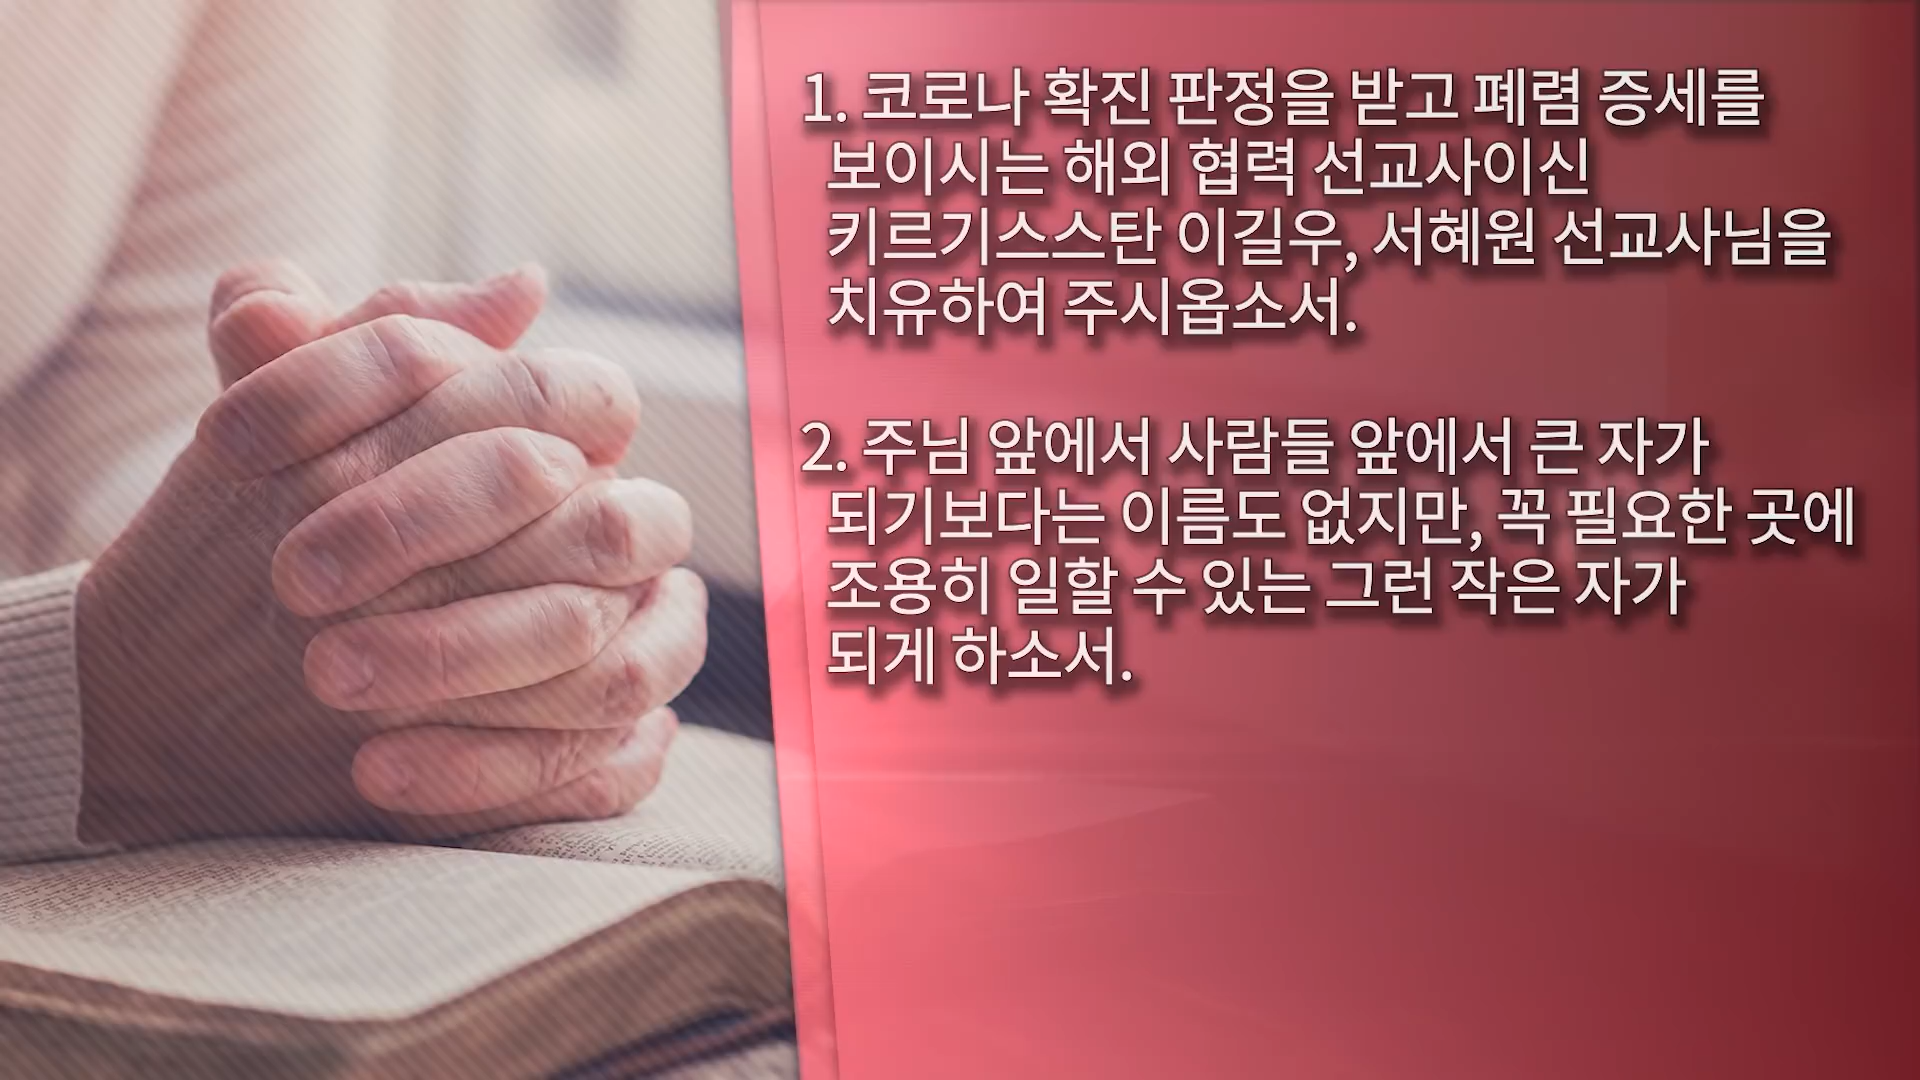 1. 코로나 확진 판정을 받고 폐렴 증세를
보이시는 해외 협력 선교사이신
키르기스스탄 이길우, 서혜원 선교사님을
치유하여 주시옵소서.
2. 주님 앞에서 사람들 앞에서 큰 자가
되기보다는 이름도 없지만, 꼭 필요한 곳에
조용히 일할 수 있는 그런 작은 자가
되게 하소서.